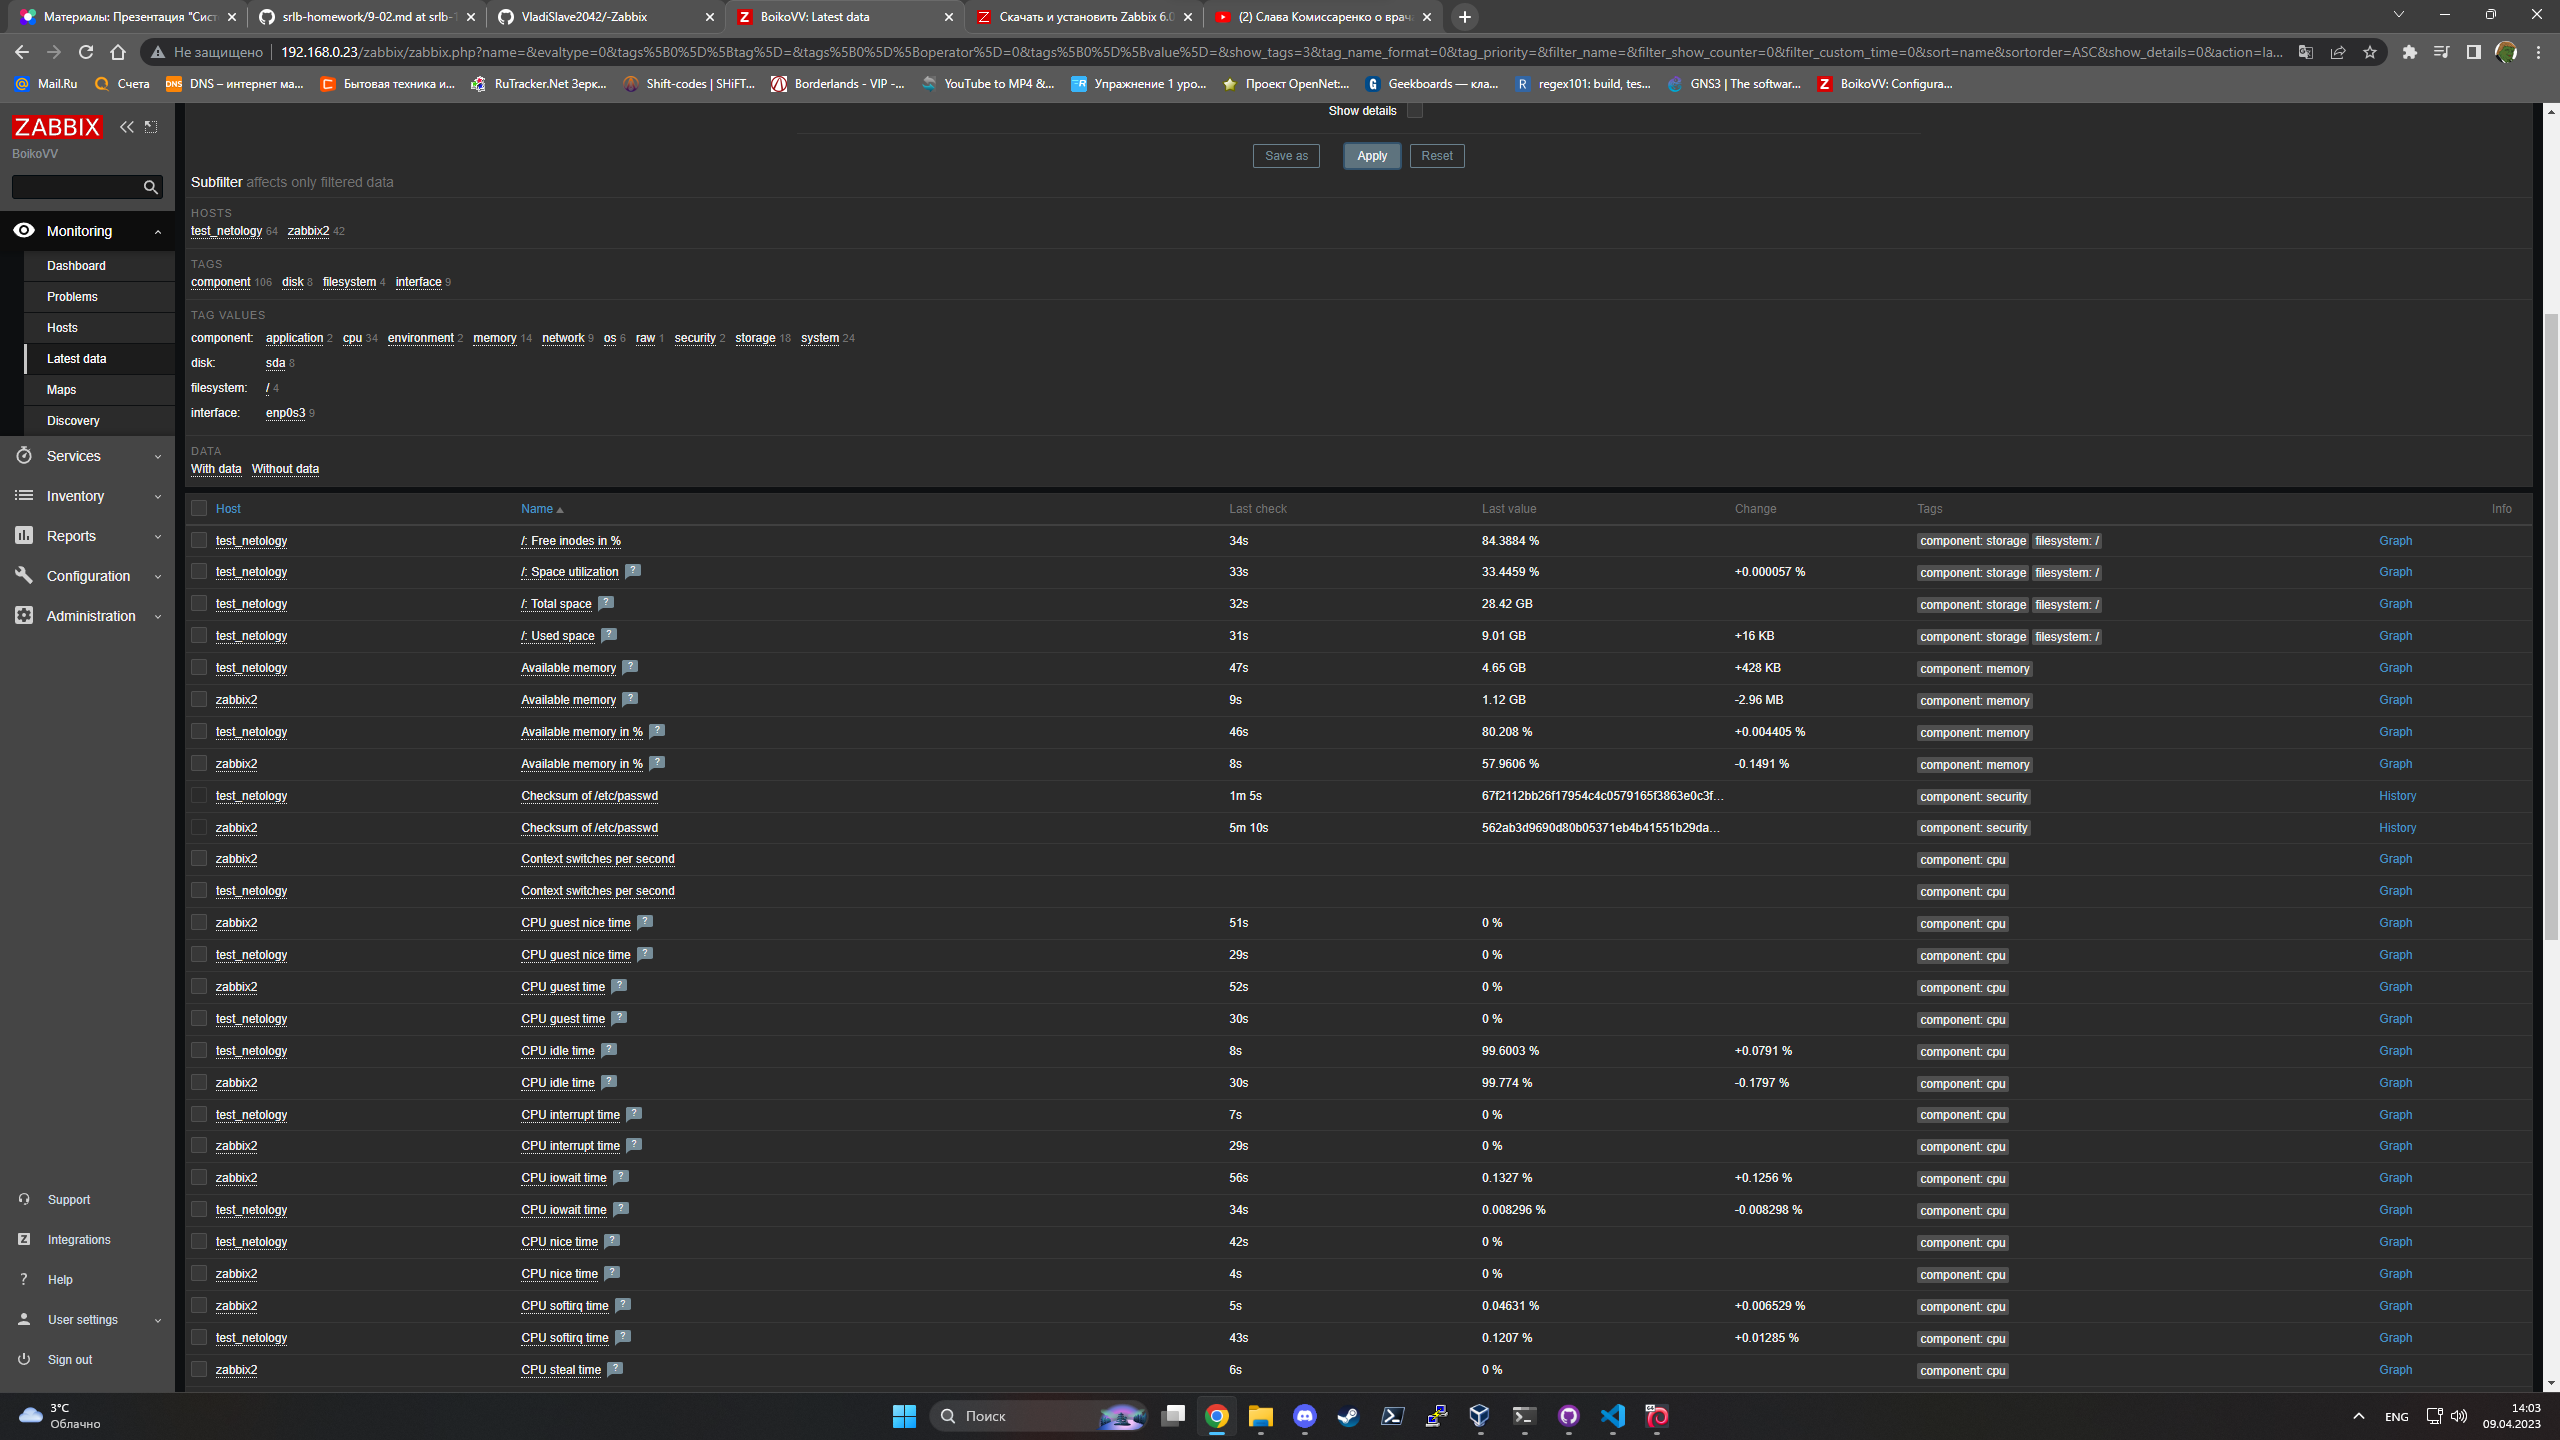 Материалы: Презентация "Сист
srlb-homework/9-02.md at srlb-1
VladiSlave2042/-Zabbix
BoikoVV: Latest data
Скачать и установить Zabbix 6.0
(2) Слава Комиссаренко о врача
Не защищено
192.168.0.23/zabbix/zabbix.php?name=&evaltype=0&tags%5B0%5D%5Btag%5D=&tags%5B0%5D%5Boperator%5D=0&tags%5B0%5D%5Bvalue%5D=&show_tags=3&tag_name_format=0&tag_priority=&filter_name=&filter_show_counter=0&filter_custom_time=0&sort=name&sortorder=ASC&show_details=0&action=la...
Mail.Ru
Счета
DNS – интернет ма...
Бытовая техника и...
RuTracker.Net Зерк...
Shift-codes | SHiFT...
Borderlands - VIP -...
YouTube to MP4 &...
Упражнение 1 уро...
Проект OpenNet:...
Geekboards — кла...
regex101: build, tes...
GNS3 | The softwar...
BoikoVV: Configura...
ZABBIX
BoikoVV
Monitoring
Dashboard
Problems
Hosts
Latest data
Maps
Discovery
Services
Inventory
Reports
Configuration
Administration
Support
Integrations
Help
User settings
Sign out
Show details
Save as Apply Reset
Subfilter affects only filtered data
HOSTS
test_netology 64 zabbix2 42
TAGS
component 106 disk 8 filesystem 4 interface 9
TAG VALUES
component: application 2 cpu 34 environment 2 memory 14 network 9 os 6 raw 1 security 2 storage 18 system 24
disk: sda 8
filesystem: / 4
interface: enp0s3 9
DATA
With data Without data
Host Name Last check Last value Change Tags Info
test_netology /: Free inodes in % 34s 84.3884 % component: storage filesystem: / Graph
test_netology /: Space utilization ? 33s 33.4459 % +0.000057 % component: storage filesystem: / Graph
test_netology /: Total space ? 32s 28.42 GB component: storage filesystem: / Graph
test_netology /: Used space ? 31s 9.01 GB +16 KB component: storage filesystem: / Graph
test_netology Available memory ? 47s 4.65 GB +428 KB component: memory Graph
zabbix2 Available memory ? 9s 1.12 GB -2.96 MB component: memory Graph
test_netology Available memory in % ? 46s 80.208 % +0.004405 % component: memory Graph
zabbix2 Available memory in % ? 8s 57.9606 % -0.1491 % component: memory Graph
test_netology Checksum of /etc/passwd 1m 5s 67f2112bb26f17954c4c0579165f3863e0c3f... component: security History
zabbix2 Checksum of /etc/passwd 5m 10s 562ab3d9690d80b05371eb4b41551b29da... component: security History
zabbix2 Context switches per second component: cpu Graph
test_netology Context switches per second component: cpu Graph
zabbix2 CPU guest nice time ? 51s 0 % component: cpu Graph
test_netology CPU guest nice time ? 29s 0 % component: cpu Graph
zabbix2 CPU guest time ? 52s 0 % component: cpu Graph
test_netology CPU guest time ? 30s 0 % component: cpu Graph
test_netology CPU idle time ? 8s 99.6003 % +0.0791 % component: cpu Graph
zabbix2 CPU idle time ? 30s 99.774 % -0.1797 % component: cpu Graph
test_netology CPU interrupt time ? 7s 0 % component: cpu Graph
zabbix2 CPU interrupt time ? 29s 0 % component: cpu Graph
zabbix2 CPU iowait time ? 56s 0.1327 % +0.1256 % component: cpu Graph
test_netology CPU iowait time ? 34s 0.008296 % -0.008298 % component: cpu Graph
test_netology CPU nice time ? 42s 0 % component: cpu Graph
zabbix2 CPU nice time ? 4s 0 % component: cpu Graph
zabbix2 CPU softirq time ? 5s 0.04631 % +0.006529 % component: cpu Graph
test_netology CPU softirq time ? 43s 0.1207 % +0.01285 % component: cpu Graph
zabbix2 CPU steal time ? 6s 0 % component: cpu Graph
3°C
Облачно
Поиск
ENG
14:03
09.04.2023